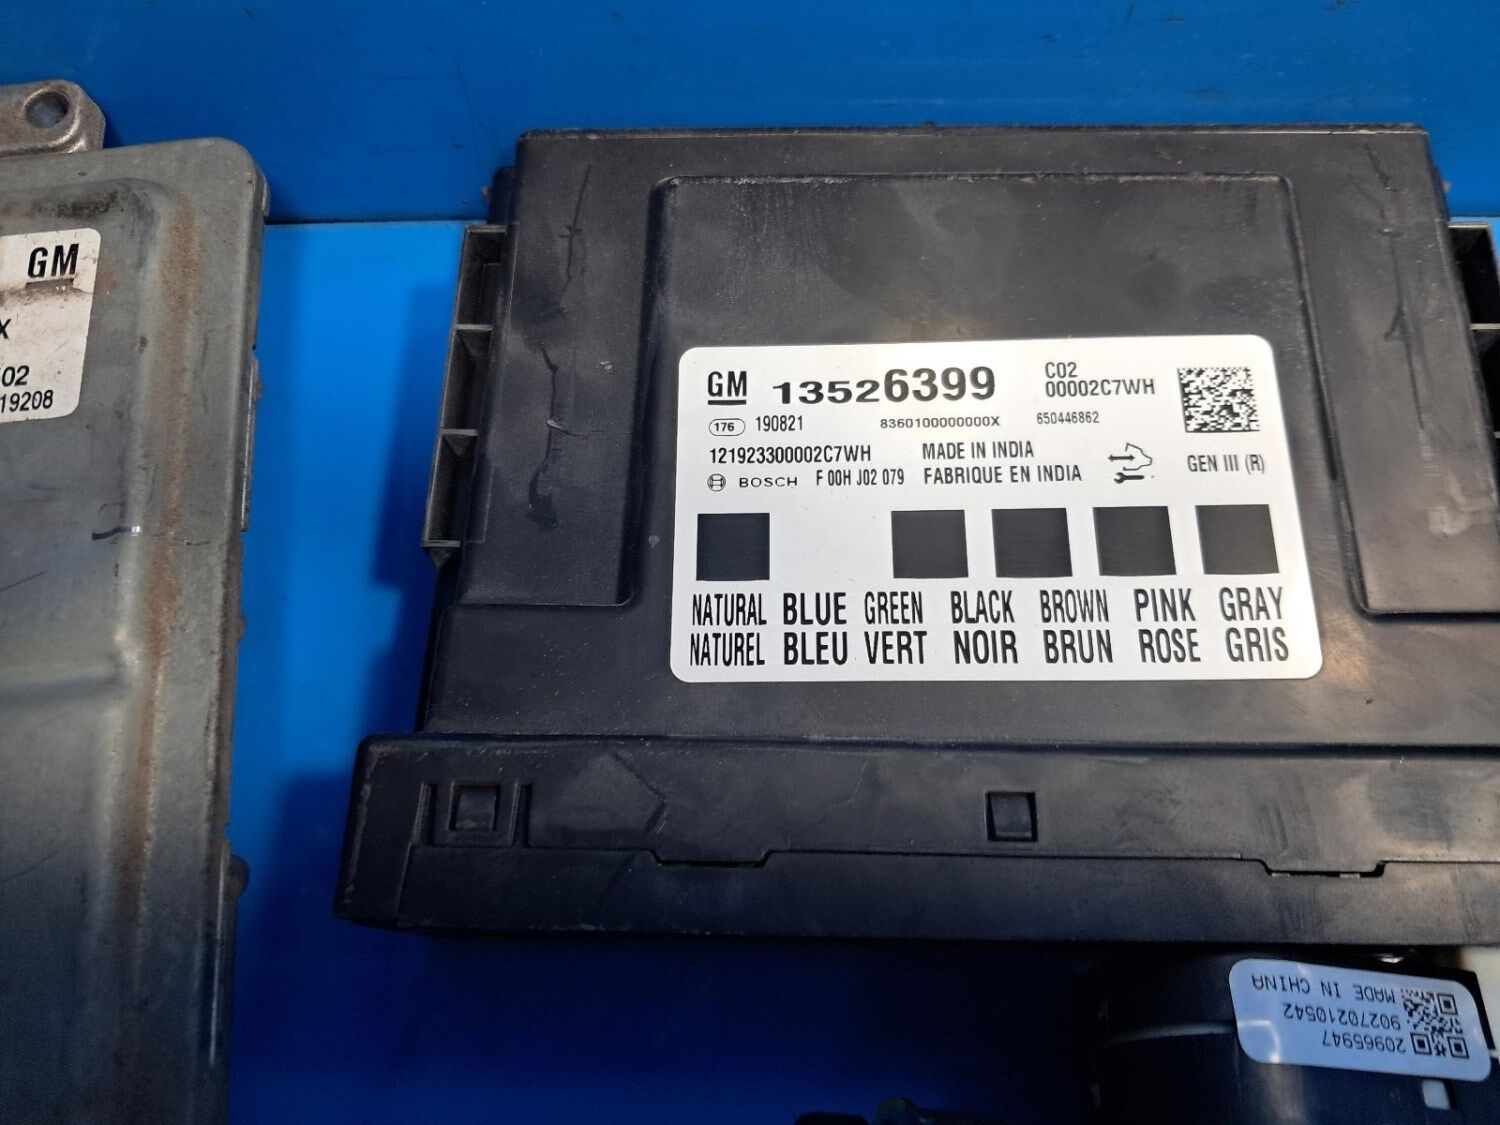 GM
X
02
19208
GM 13526399
C02
00002C7WH
176 190821
8360100000000X
650446862
121923300002C7WH
MADE IN INDIA
BOSCH F 00H J02 079
FABRIQUE EN INDIA
GEN III (R)
NATURAL BLUE GREEN BLACK BROWN PINK GRAY
NATUREL BLEU VERT NOIR BRUN ROSE GRIS
20965947
90270210542
MADE IN CHINA